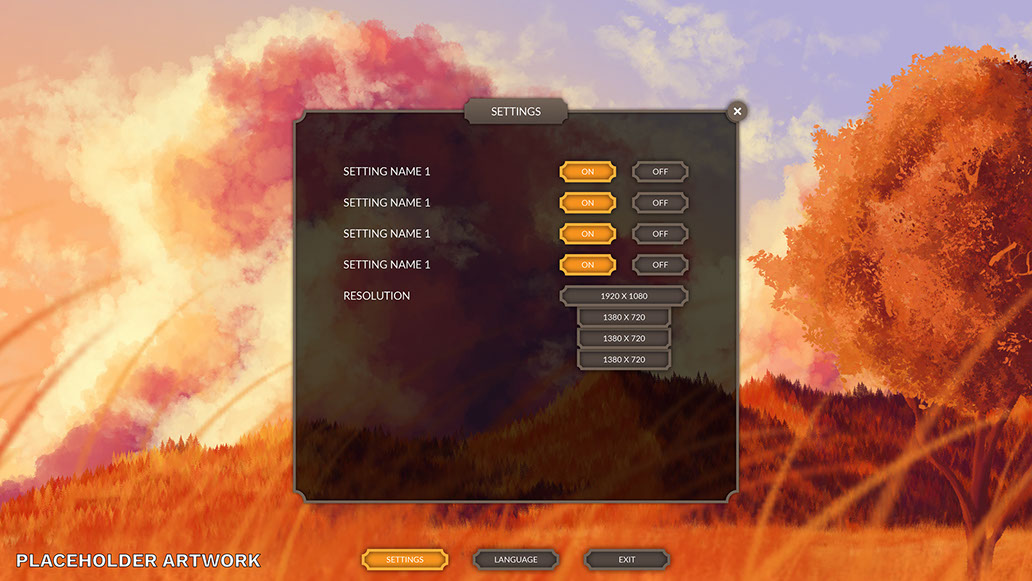 SETTINGS
×
SETTING NAME 1 ON OFF
SETTING NAME 1 ON OFF
SETTING NAME 1 ON OFF
SETTING NAME 1 ON OFF
RESOLUTION 1920 X 1080
1380 X 720
1380 X 720
1380 X 720
PLACEHOLDER ARTWORK SETTINGS LANGUAGE EXIT